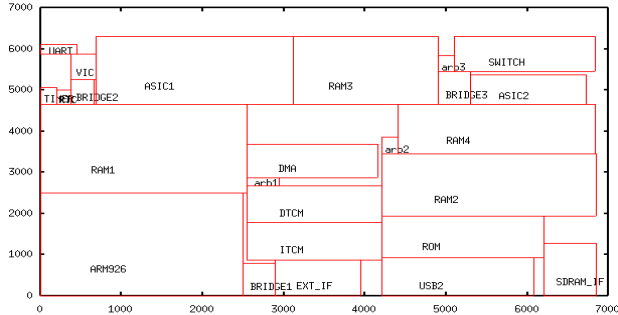 7000
6000
UART
SWITCH
arb3
VIC
ASIC1
RAM3
5000
BRIDGE2
BRIDGE3
ASIC2
4000
RAM4
arb2
3000
RAM1
DMA
arb1
RAM2
2000
DTCM
ROM
ITCM
1000
ARM926
BRIDGE1
EXT_IF
USB2
SDRAM_IF
0
0
1000
2000
3000
4000
5000
6000
7000